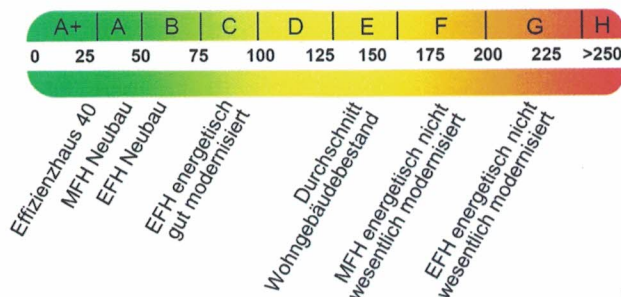 A+ A B C D E F G H
0 25 50 75 100 125 150 175 200 225 >250
Effizienzhaus 40
MFH Neubau
EFH Neubau
EFH energetisch
gut modernisiert
Durchschnitt
Wohngebäudebestand
MFH energetisch nicht
wesentlich modernisiert
EFH energetisch nicht
wesentlich modernisiert